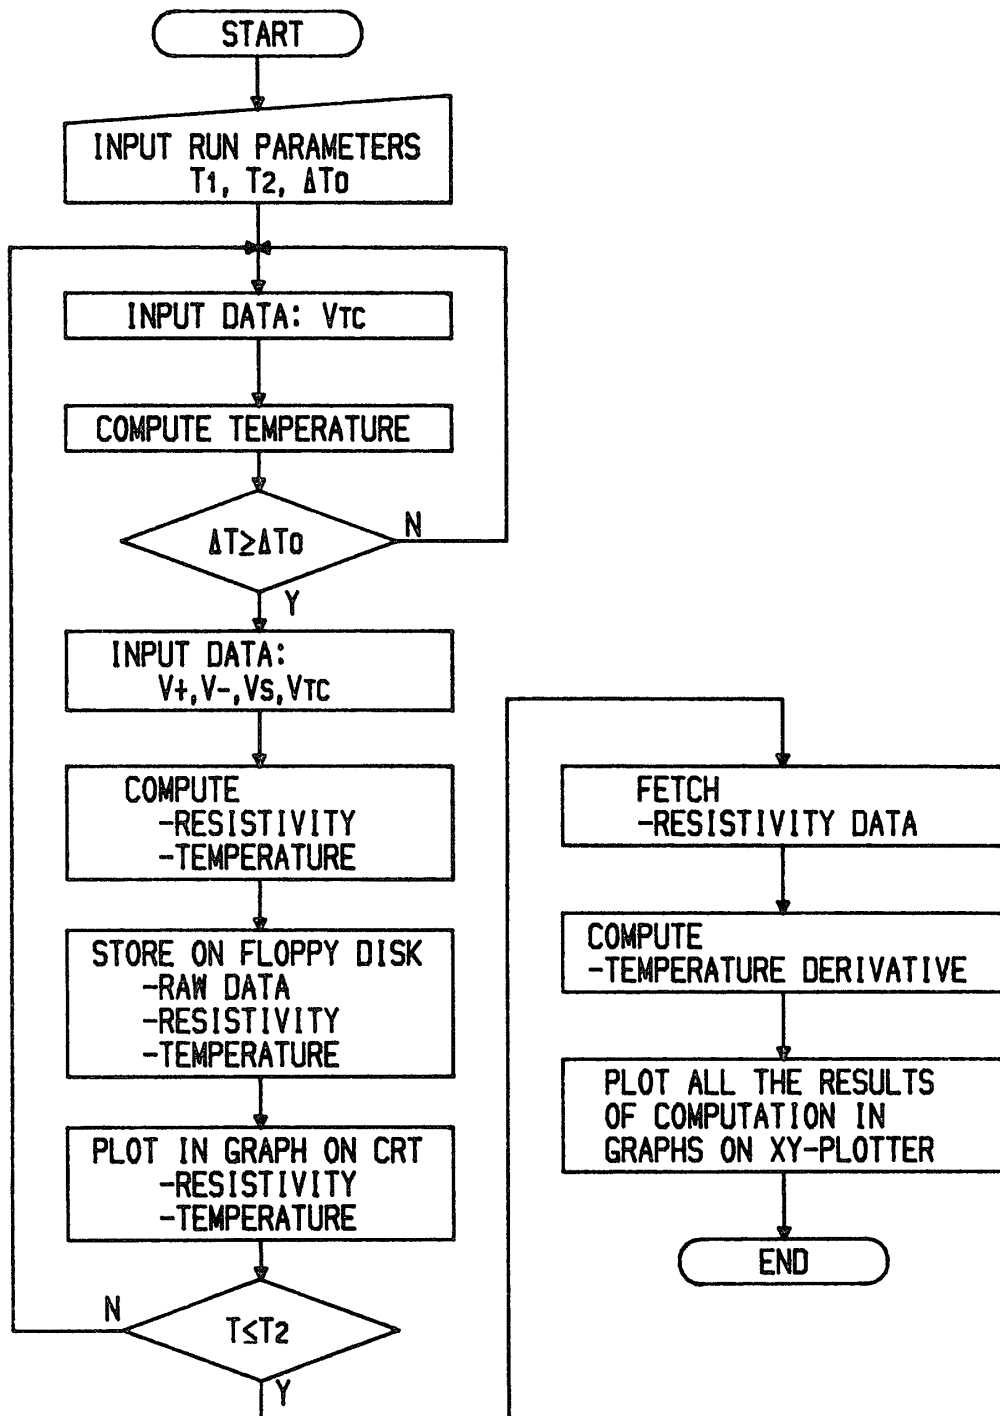 START
INPUT RUN PARAMETERS
T1, T2, ΔT0
INPUT DATA: VTC
COMPUTE TEMPERATURE
ΔT≥ΔT0
N
Y
INPUT DATA:
V+,V-,VS,VTC
COMPUTE
-RESISTIVITY
-TEMPERATURE
STORE ON FLOPPY DISK
-RAW DATA
-RESISTIVITY
-TEMPERATURE
PLOT IN GRAPH ON CRT
-RESISTIVITY
-TEMPERATURE
N
T≤T2
Y
FETCH
-RESISTIVITY DATA
COMPUTE
-TEMPERATURE DERIVATIVE
PLOT ALL THE RESULTS
OF COMPUTATION IN
GRAPHS ON XY-PLOTTER
END